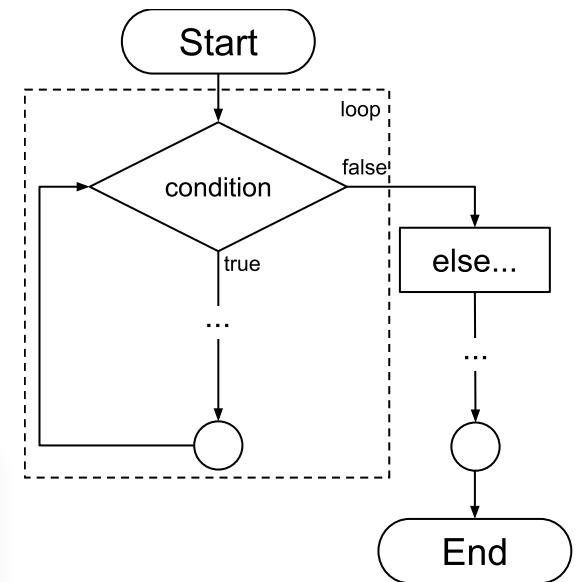 Start
loop
condition
false
true
...
else...
...
End